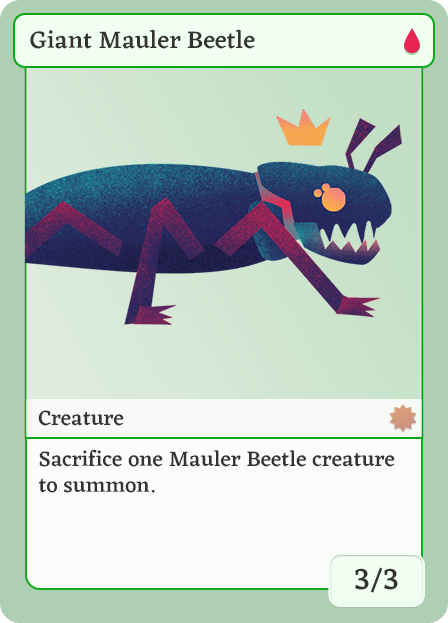 Giant Mauler Beetle
Creature
Sacrifice one Mauler Beetle creature
to summon.
3/3